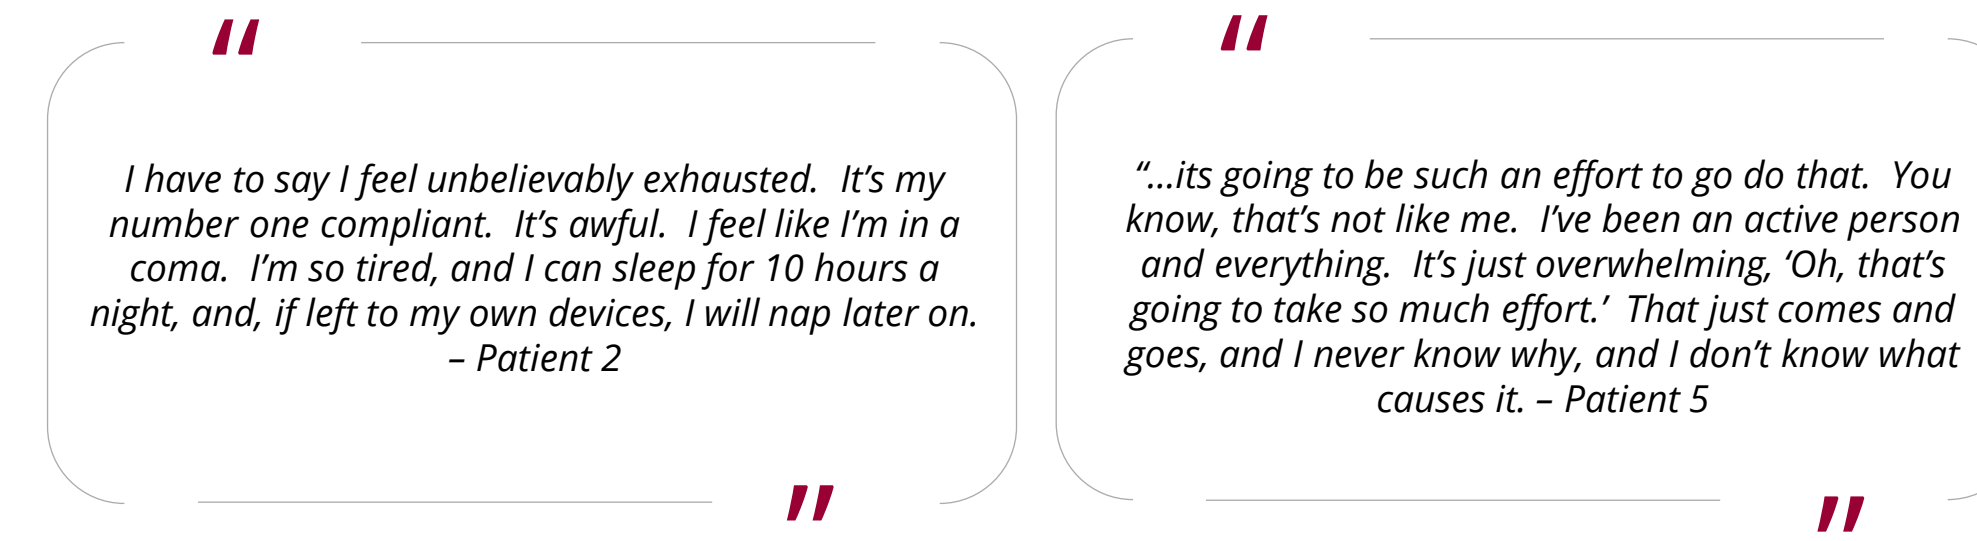 “
I have to say I feel unbelievably exhausted.  It’s my
number one compliant.  It’s awful.  I feel like I’m in a
coma.  I’m so tired, and I can sleep for 10 hours a
night, and, if left to my own devices, I will nap later on.
– Patient 2
”
“
“...its going to be such an effort to go do that.  You
know, that’s not like me.  I’ve been an active person
and everything.  It’s just overwhelming, ‘Oh, that’s
going to take so much effort.’  That just comes and
goes, and I never know why, and I don’t know what
causes it. – Patient 5
”